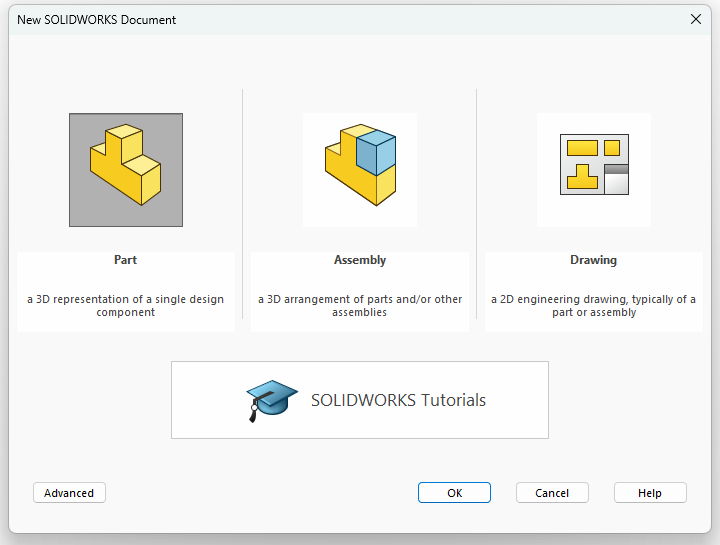 New SOLIDWORKS Document
Part
a 3D representation of a single design
component
Assembly
a 3D arrangement of parts and/or other
assemblies
Drawing
a 2D engineering drawing, typically of a
part or assembly
SOLIDWORKS Tutorials
Advanced
OK
Cancel
Help